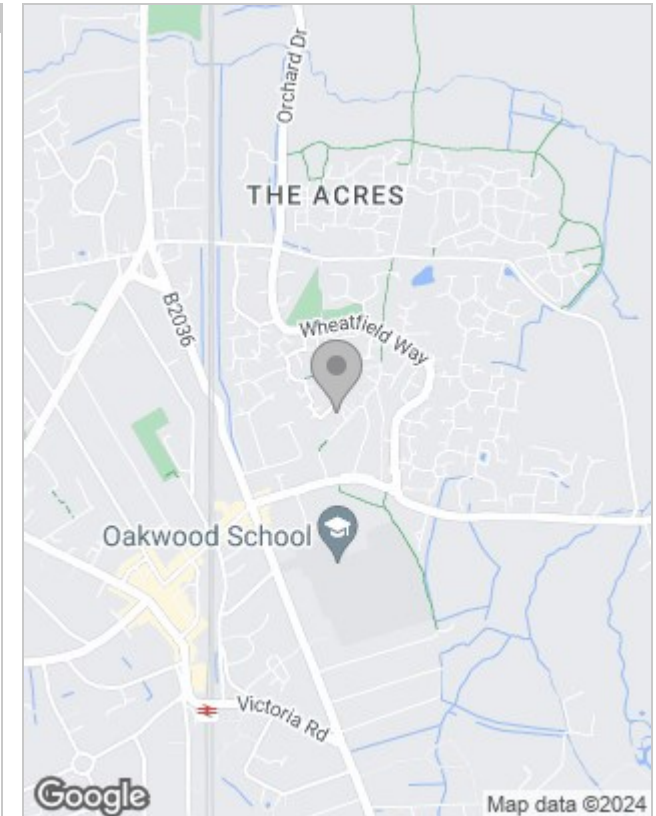 Orchard Dr
THE ACRES
B2036
Wheatfield Way
Oakwood School
Victoria Rd
Google
Map data ©2024